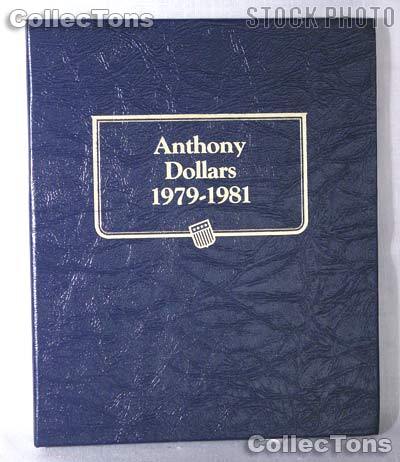 CollecTons
STOCK PHOTO
Anthony
Dollars
1979-1981
CollecTons